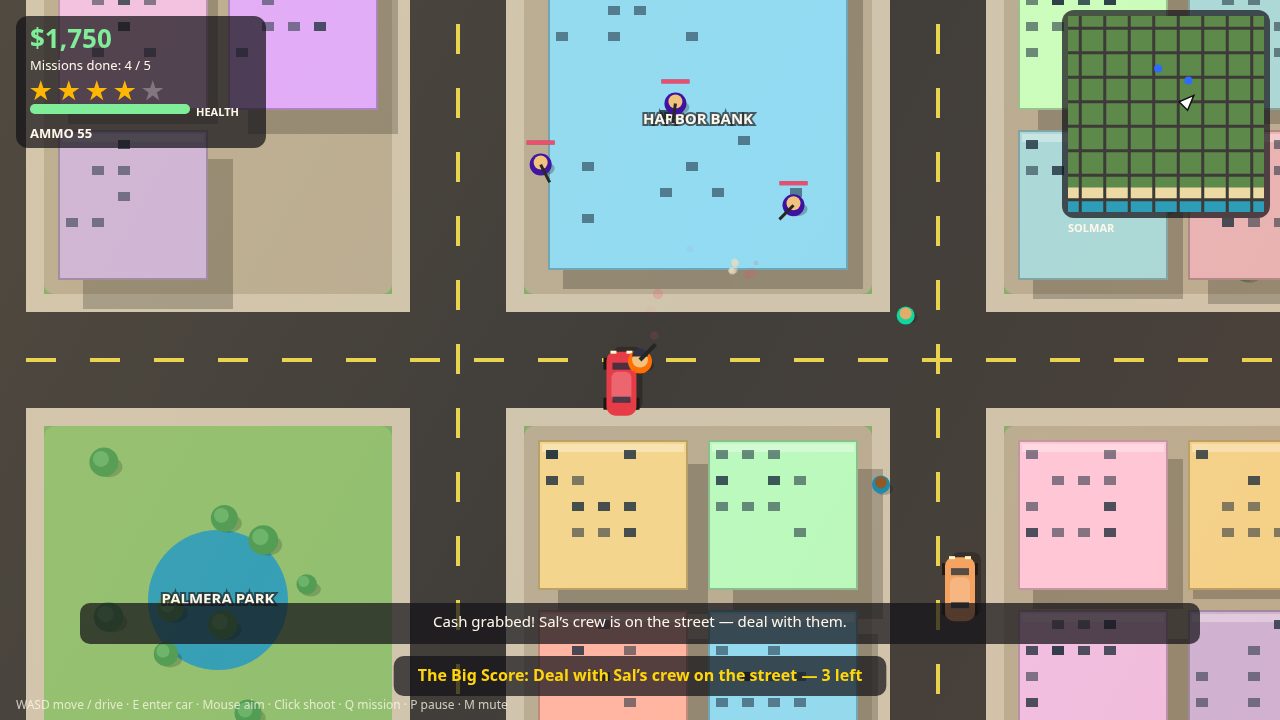 $1,750
Missions done: 4 / 5
HEALTH
AMMO 55
HARBOR BANK
SOLMAR
PALMERA PARK
Cash grabbed! Sal's crew is on the street — deal with them.
The Big Score: Deal with Sal's crew on the street — 3 left
WASD move / drive · E enter car · Mouse aim · Click shoot · Q mission · P pause · M mute